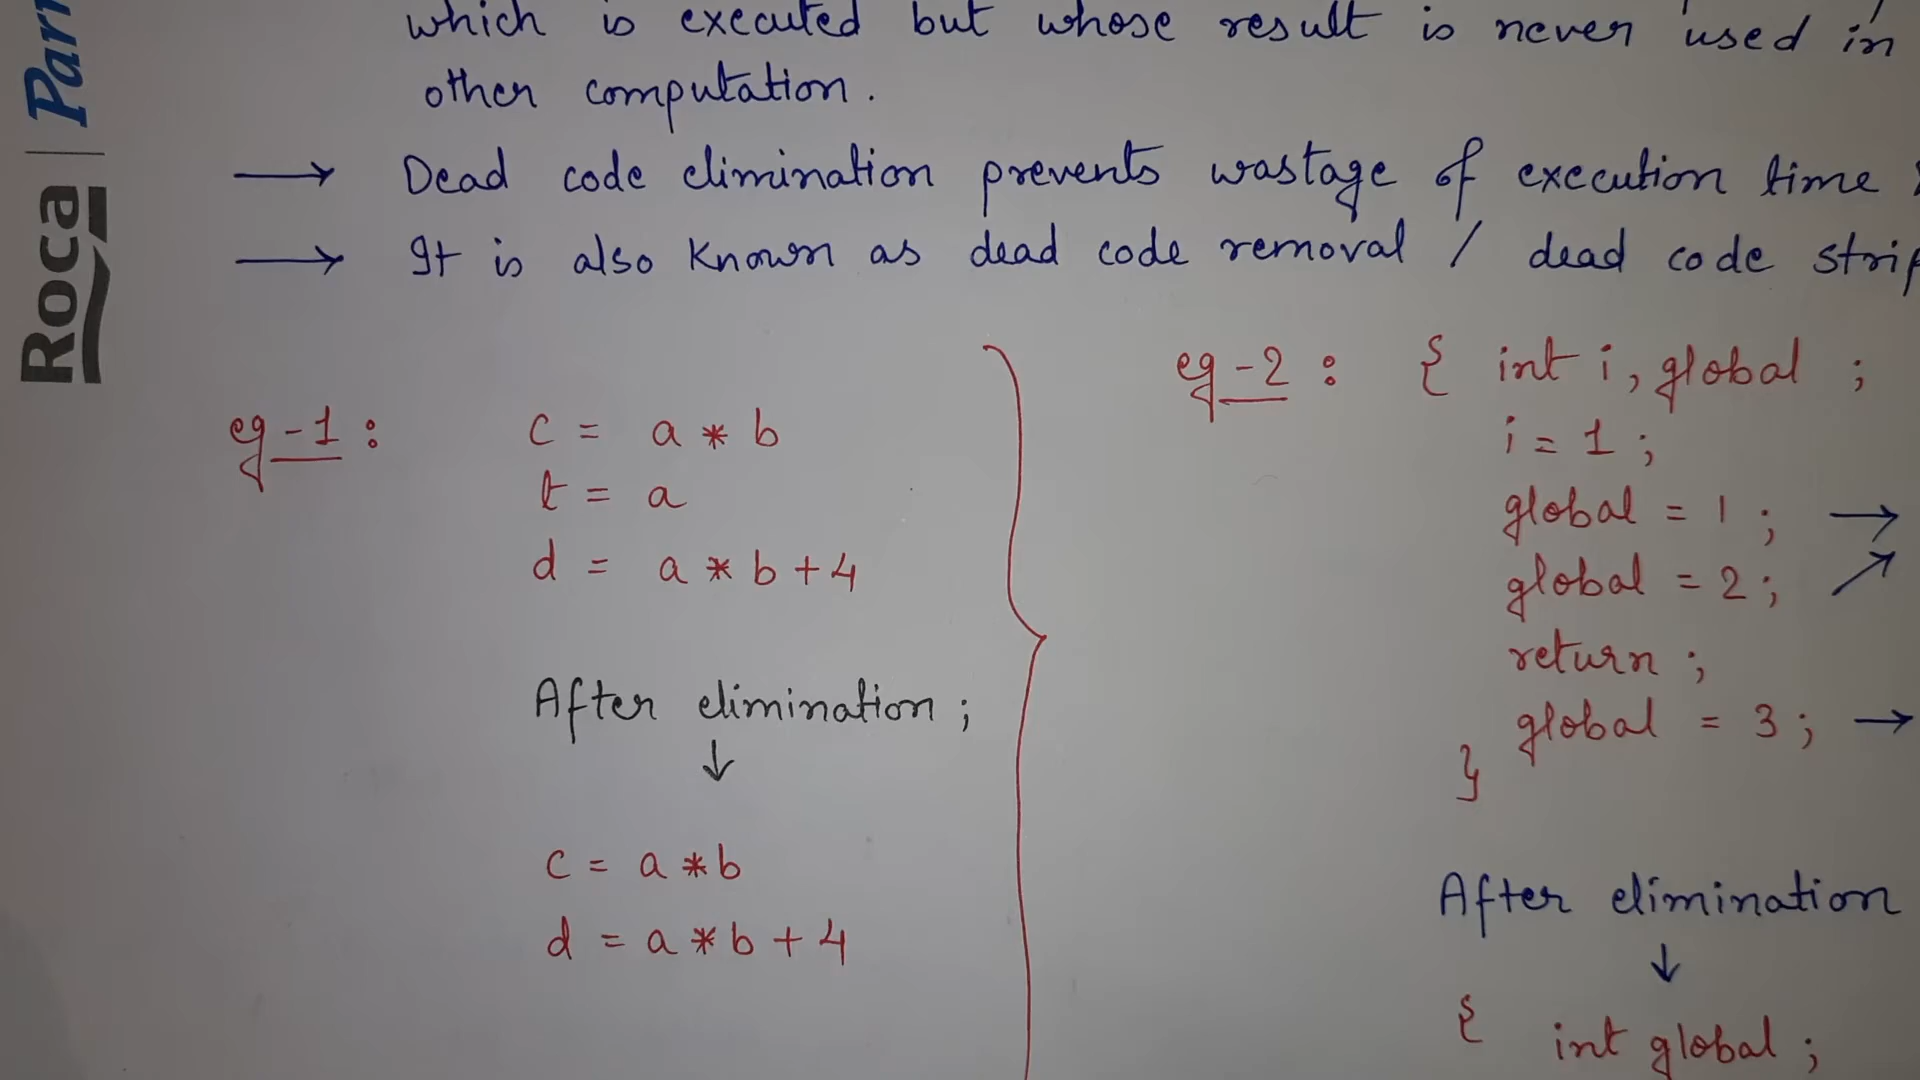 which is executed but whose result is never used in
other computation.
→ Dead code elimination prevents wastage of execution time
→ It is also known as dead code removal / dead code strip
eg-1 :
c = a * b
t = a
d = a * b + 4
After elimination ;
↓
c = a * b
d = a * b + 4
eg-2 : { int i, global ;
i = 1 ;
global = 1 ; →
global = 2 ; ↗
return ;
global = 3 ; →
}
After elimination
↓
{ int global ;
Roca | Parr